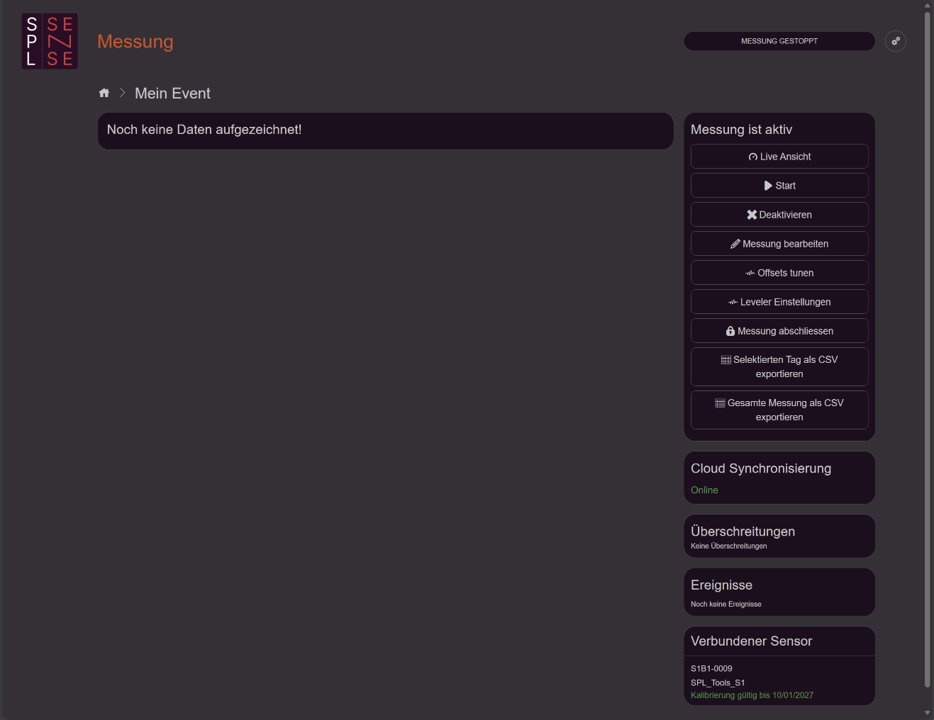 S SE
P N
L SE
Messung
MESSUNG GESTOPPT
Mein Event
Noch keine Daten aufgezeichnet!
Messung ist aktiv
Live Ansicht
Start
Deaktivieren
Messung bearbeiten
Offsets tunen
Leveler Einstellungen
Messung abschliessen
Selektierten Tag als CSV
exportieren
Gesamte Messung als CSV
exportieren
Cloud Synchronisierung
Online
Überschreitungen
Keine Überschreitungen
Ereignisse
Noch keine Ereignisse
Verbundener Sensor
S1B1-0009
SPL_Tools_S1
Kalibrierung gültig bis 10/01/2027